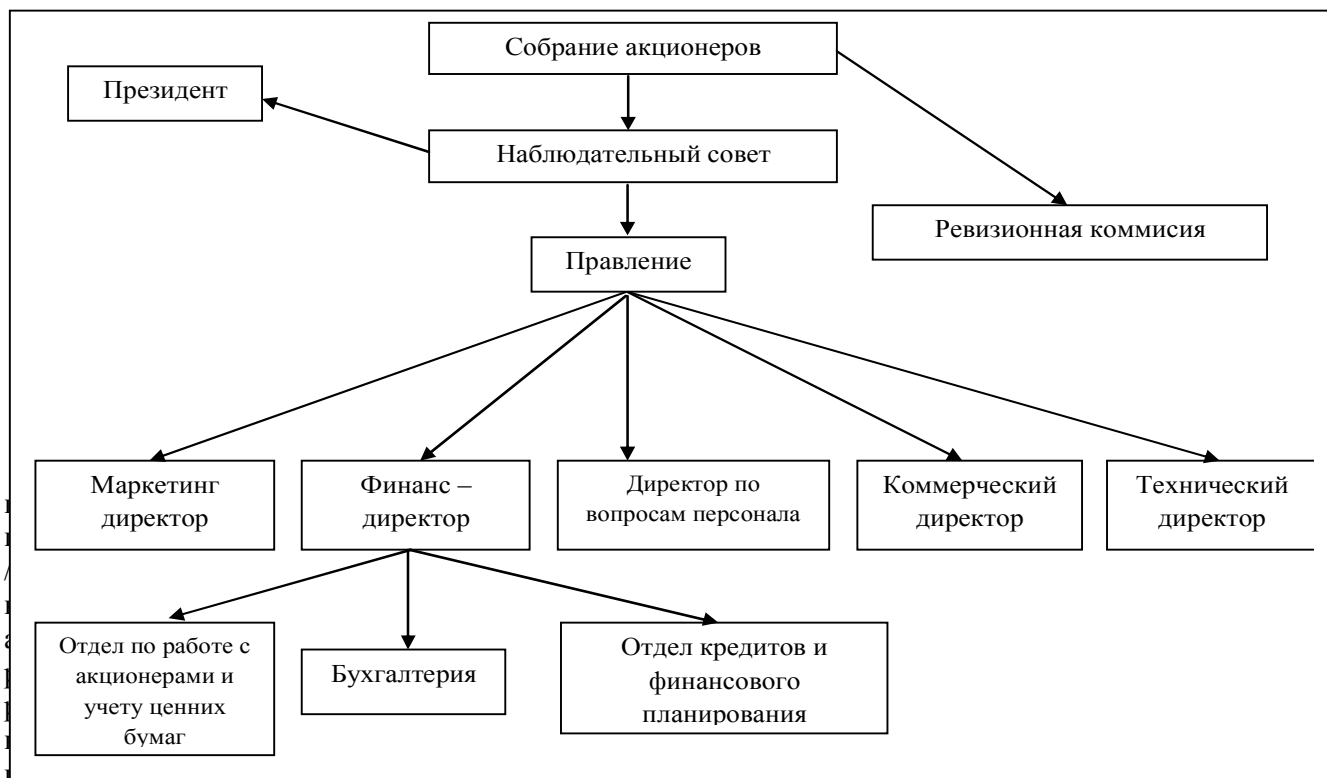 Собрание акционеров
Президент
Наблюдательный совет
Ревизионная коммисия
Правление
Маркетинг
директор
Финанс –
директор
Директор по
вопросам персонала
Коммерческий
директор
Технический
директор
Отдел по работе с
акционерами и
учету ценних
бумаг
Бухгалтерия
Отдел кредитов и
финансового
планирования